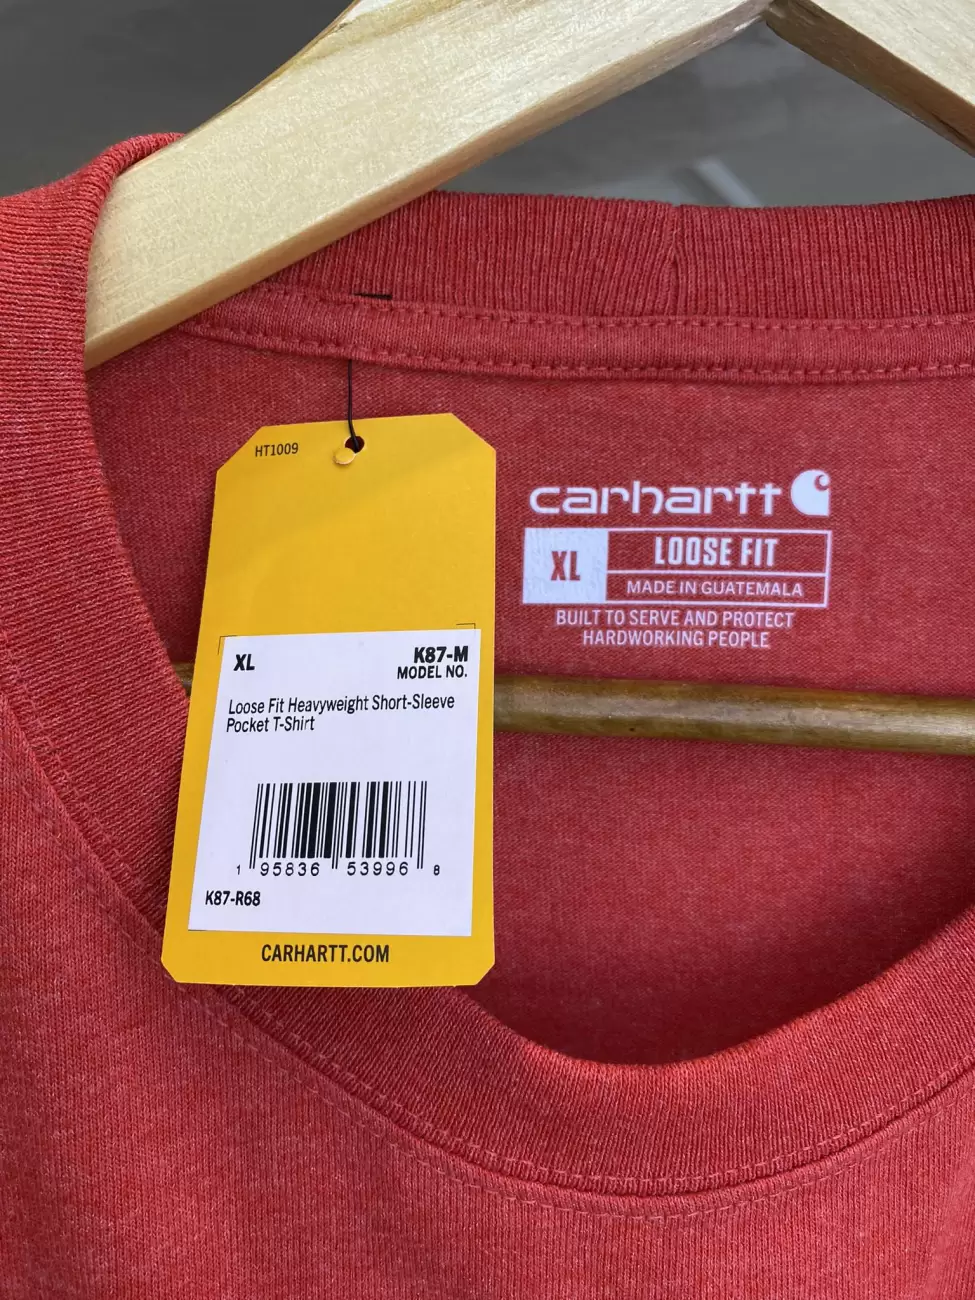 HT1009
XL
K87-M
MODEL NO.
Loose Fit Heavyweight Short-Sleeve
Pocket T-Shirt
1 95836 53996 8
K87-R68
CARHARTT.COM
carhartt
XL
LOOSE FIT
MADE IN GUATEMALA
BUILT TO SERVE AND PROTECT
HARDWORKING PEOPLE